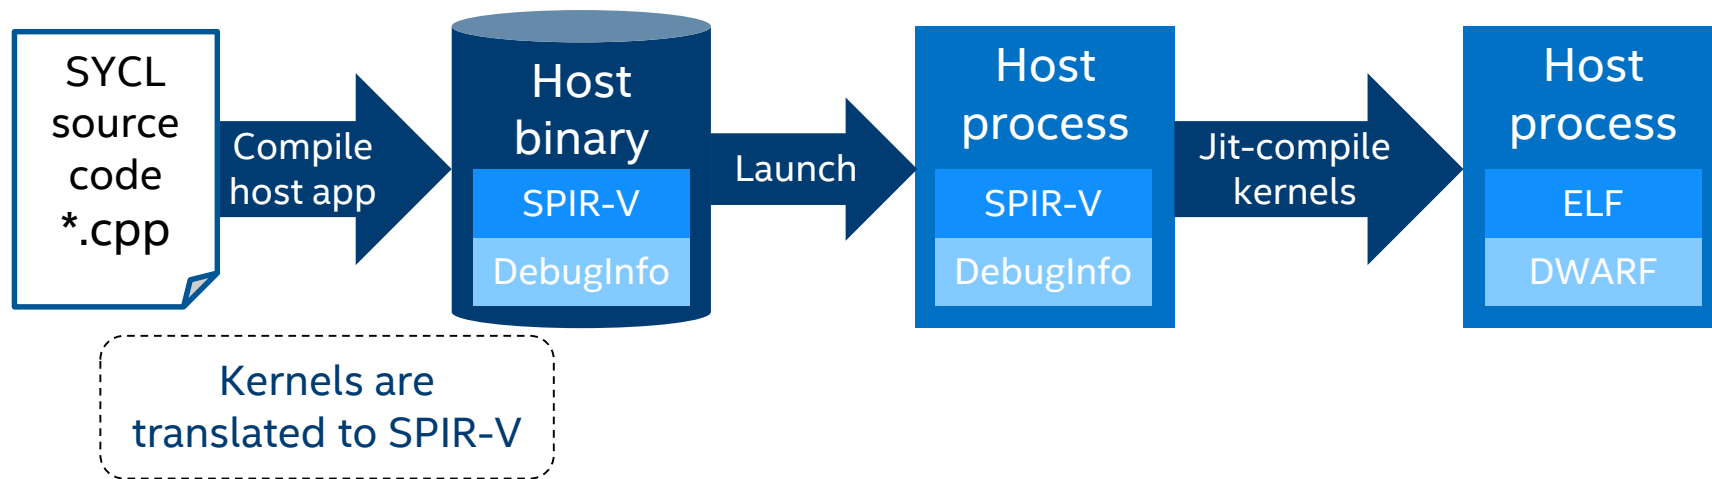 SYCL
source
code
*.cpp
Compile
host app
Host
binary
SPIR-V
DebugInfo
Launch
Host
process
SPIR-V
DebugInfo
Jit-compile
kernels
Host
process
ELF
DWARF
Kernels are
translated to SPIR-V